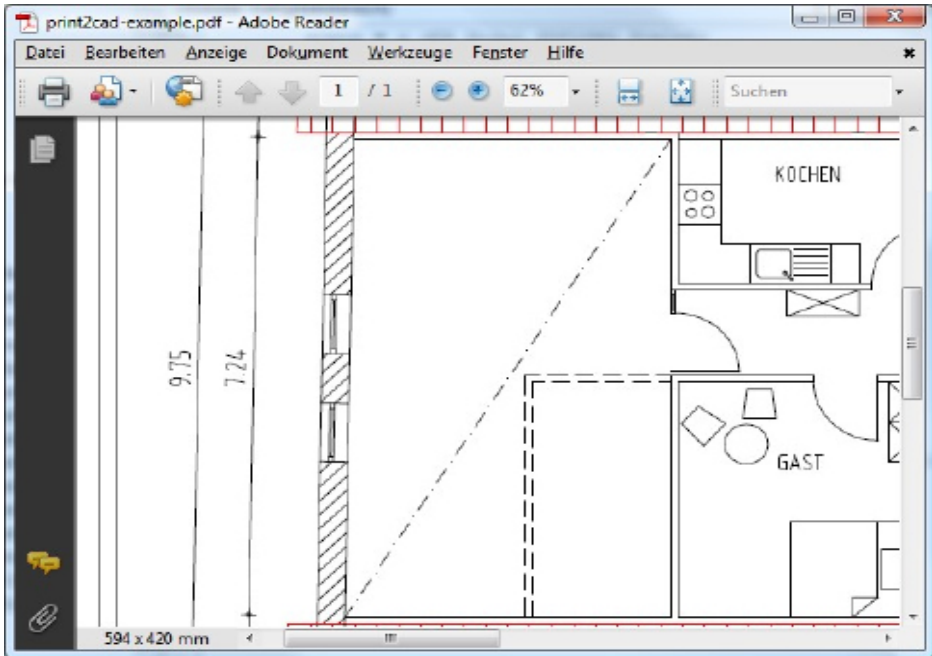 print2cad-example.pdf - Adobe Reader
Datei Bearbeiten Anzeige Dokument Werkzeuge Fenster Hilfe
1 / 1 62% Suchen
KOCHEN
9.75
7.24
GAST
594 x 420 mm